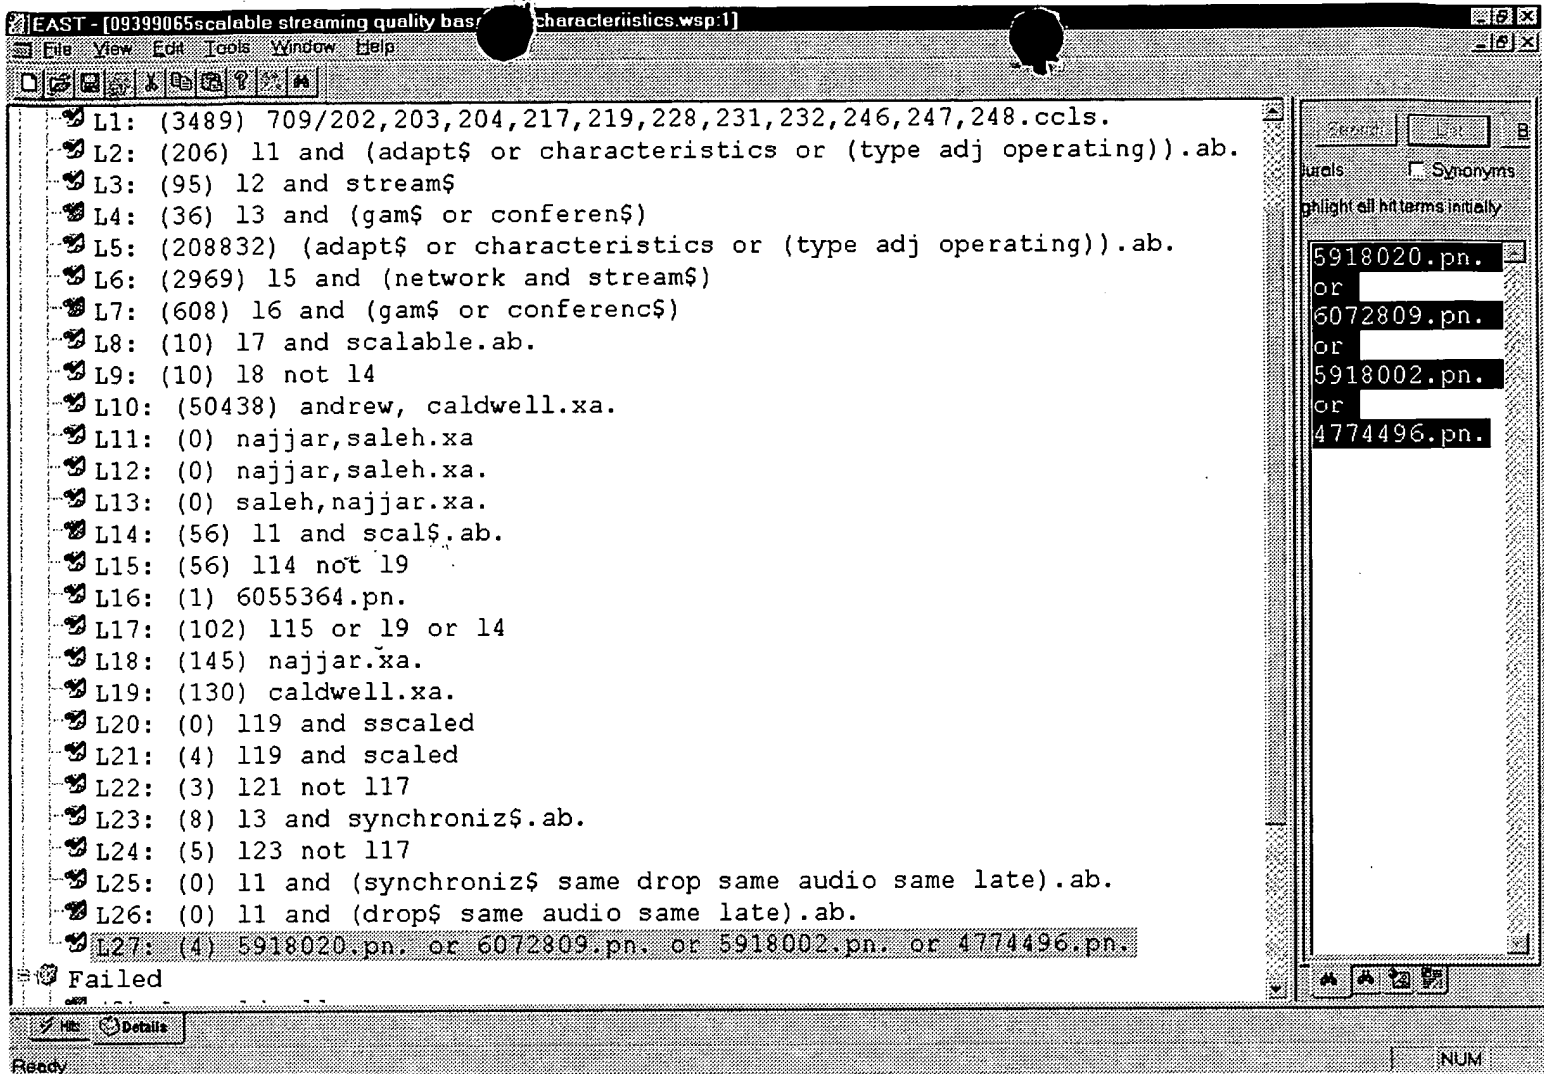 EAST - [09399065scalable streaming quality bas characteriistics.wsp:1]
File View Edit Tools Window Help
L1: (3489) 709/202,203,204,217,219,228,231,232,246,247,248.ccls.
L2: (206) l1 and (adapt$ or characteristics or (type adj operating)).ab.
L3: (95) l2 and stream$
L4: (36) l3 and (gam$ or conferen$)
L5: (208832) (adapt$ or characteristics or (type adj operating)).ab.
L6: (2969) l5 and (network and stream$)
L7: (608) l6 and (gam$ or conferenc$)
L8: (10) l7 and scalable.ab.
L9: (10) l8 not l4
L10: (50438) andrew, caldwell.xa.
L11: (0) najjar,saleh.xa
L12: (0) najjar,saleh.xa.
L13: (0) saleh,najjar.xa.
L14: (56) l1 and scal$.ab.
L15: (56) l14 not l9
L16: (1) 6055364.pn.
L17: (102) l15 or l9 or l4
L18: (145) najjar.xa.
L19: (130) caldwell.xa.
L20: (0) l19 and sscaled
L21: (4) l19 and scaled
L22: (3) l21 not l17
L23: (8) l3 and synchroniz$.ab.
L24: (5) l23 not l17
L25: (0) l1 and (synchroniz$ same drop same audio same late).ab.
L26: (0) l1 and (drop$ same audio same late).ab.
L27: (4) 5918020.pn. or 6072809.pn. or 5918002.pn. or 4774496.pn.
Failed
Search List B
lurals Synonyms
ghlight all hit terms initially
5918020.pn.
or
6072809.pn.
or
5918002.pn.
or
4774496.pn.
Hits Details
Ready NUM